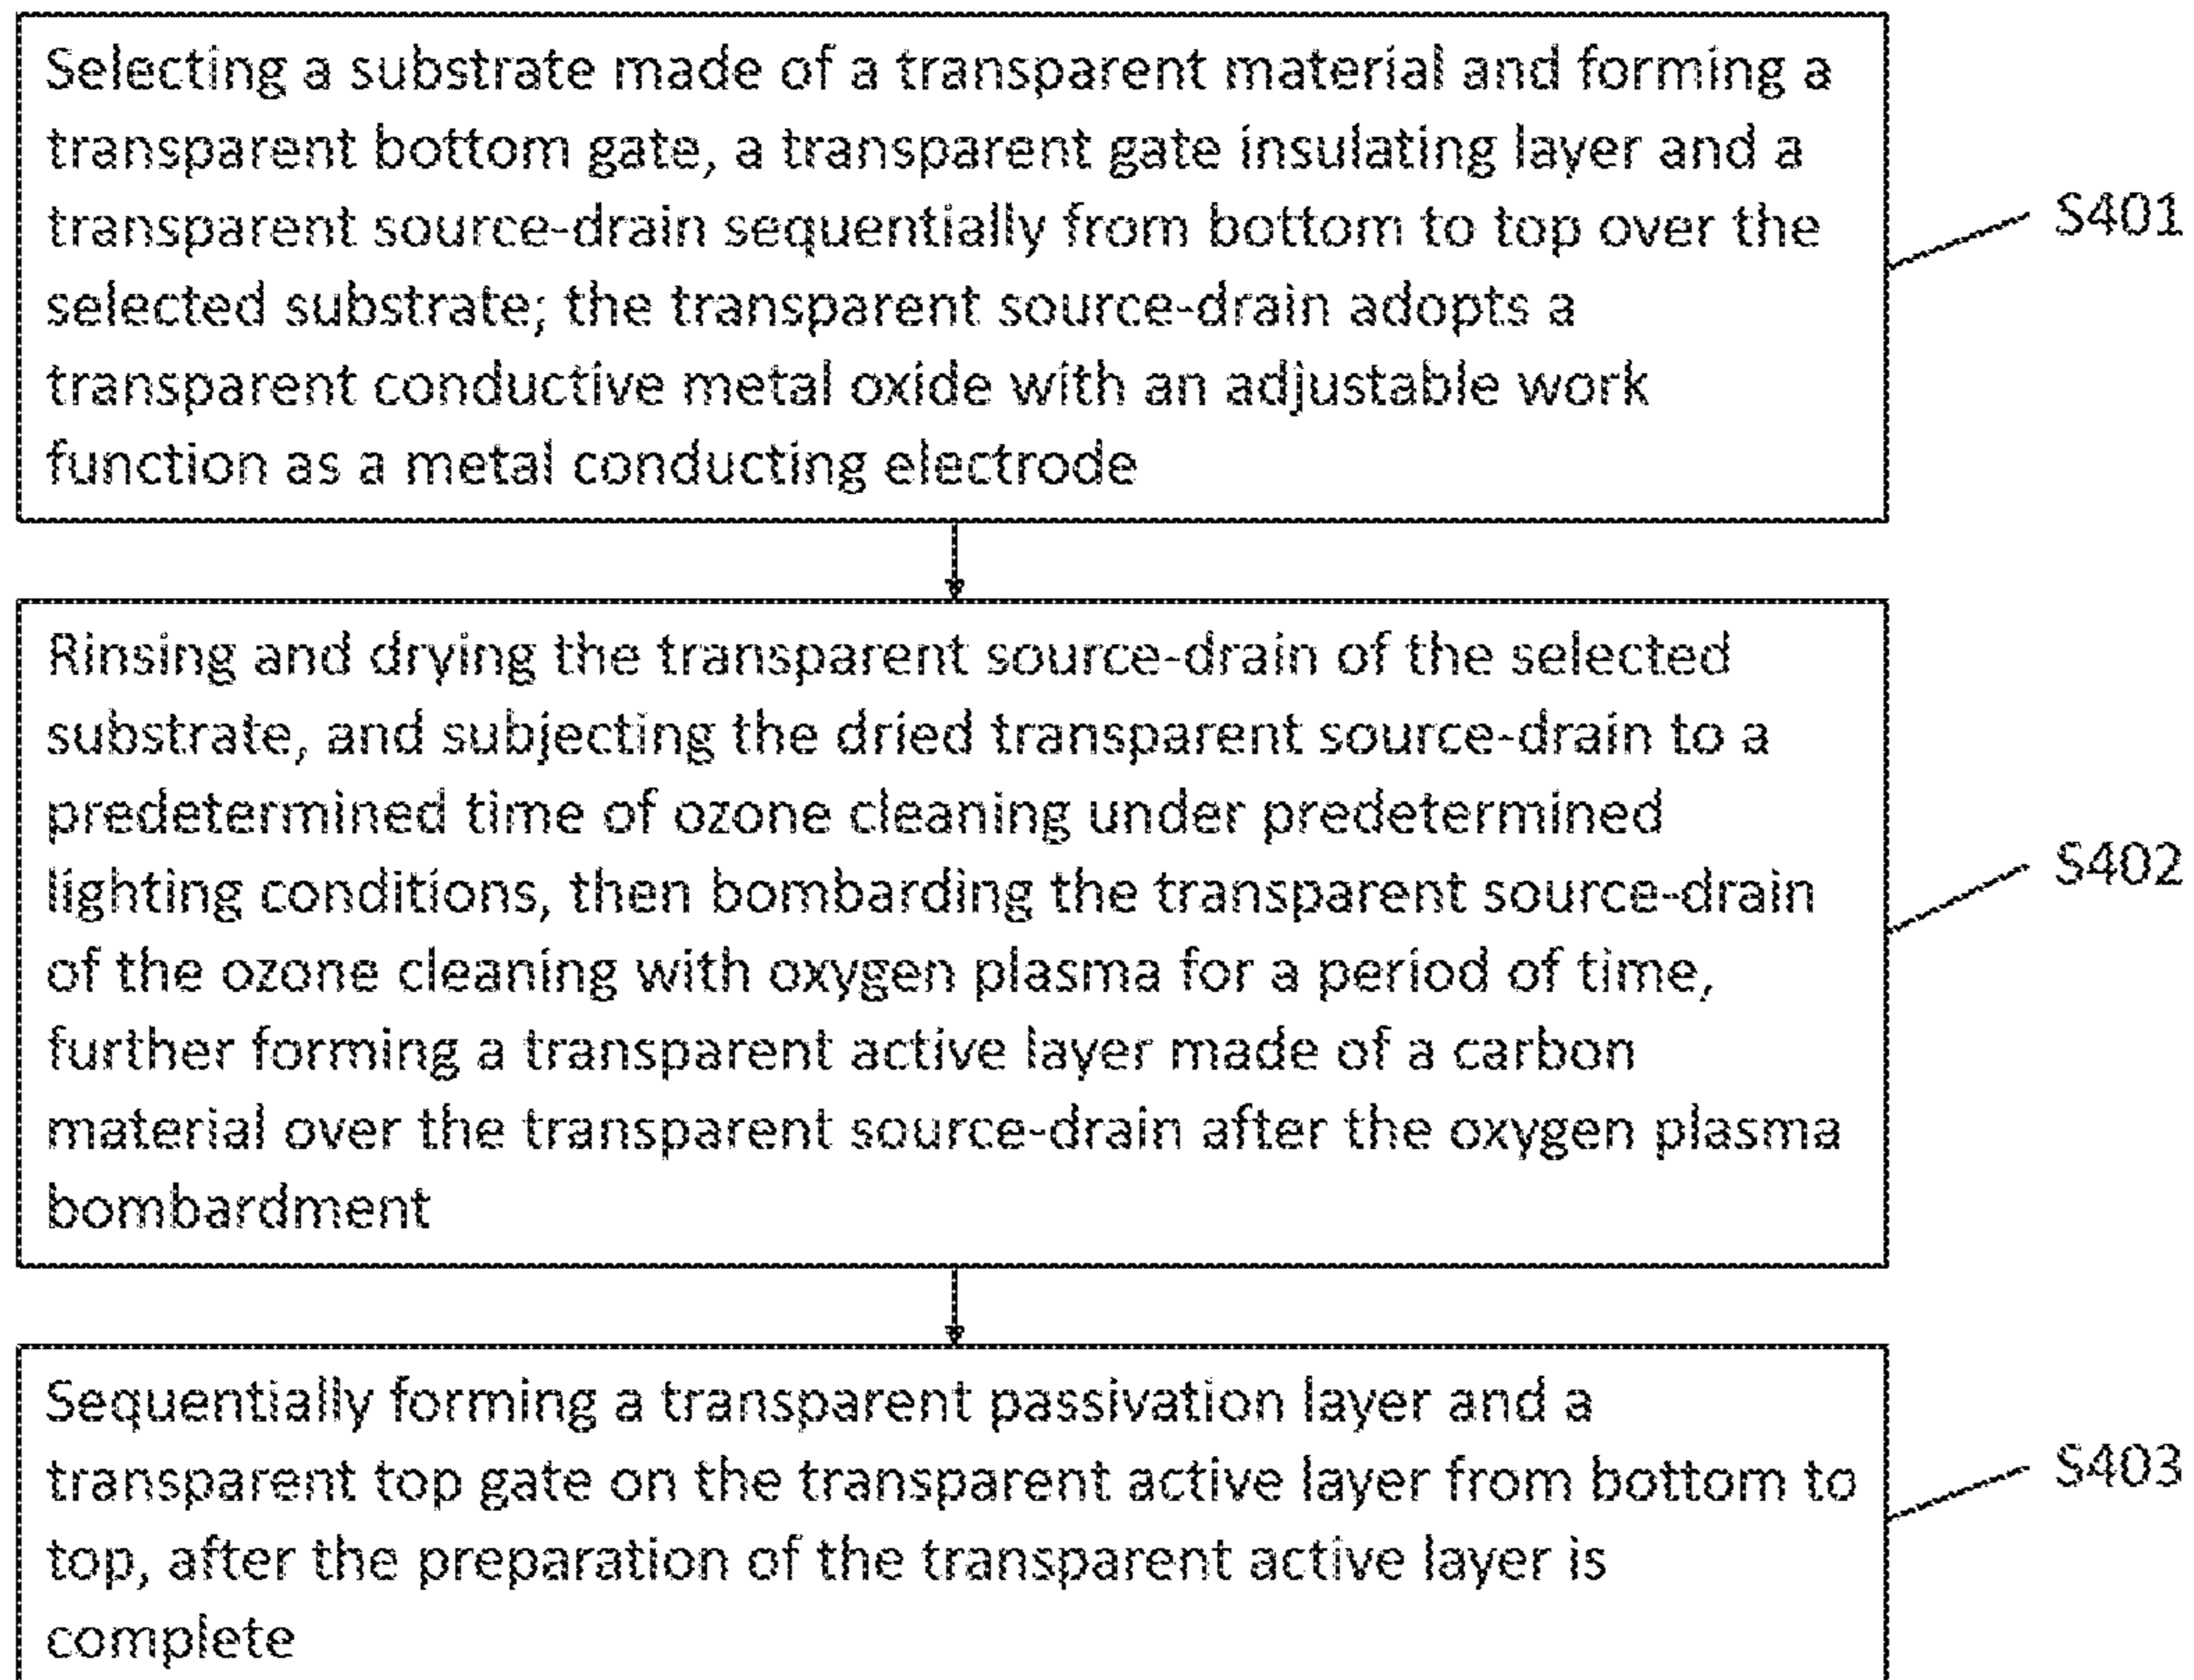 Selecting a substrate made of a transparent material and forming a
transparent bottom gate, a transparent gate insulating layer and a
transparent source-drain sequentially from bottom to top over the
selected substrate; the transparent source-drain adopts a
transparent conductive metal oxide with an adjustable work
function as a metal conducting electrode
S401
Rinsing and drying the transparent source-drain of the selected
substrate, and subjecting the dried transparent source-drain to a
predetermined time of ozone cleaning under predetermined
lighting conditions, then bombarding the transparent source-drain
of the ozone cleaning with oxygen plasma for a period of time,
further forming a transparent active layer made of a carbon
material over the transparent source-drain after the oxygen plasma
bombardment
S402
Sequentially forming a transparent passivation layer and a
transparent top gate on the transparent active layer from bottom to
top, after the preparation of the transparent active layer is
complete
S403